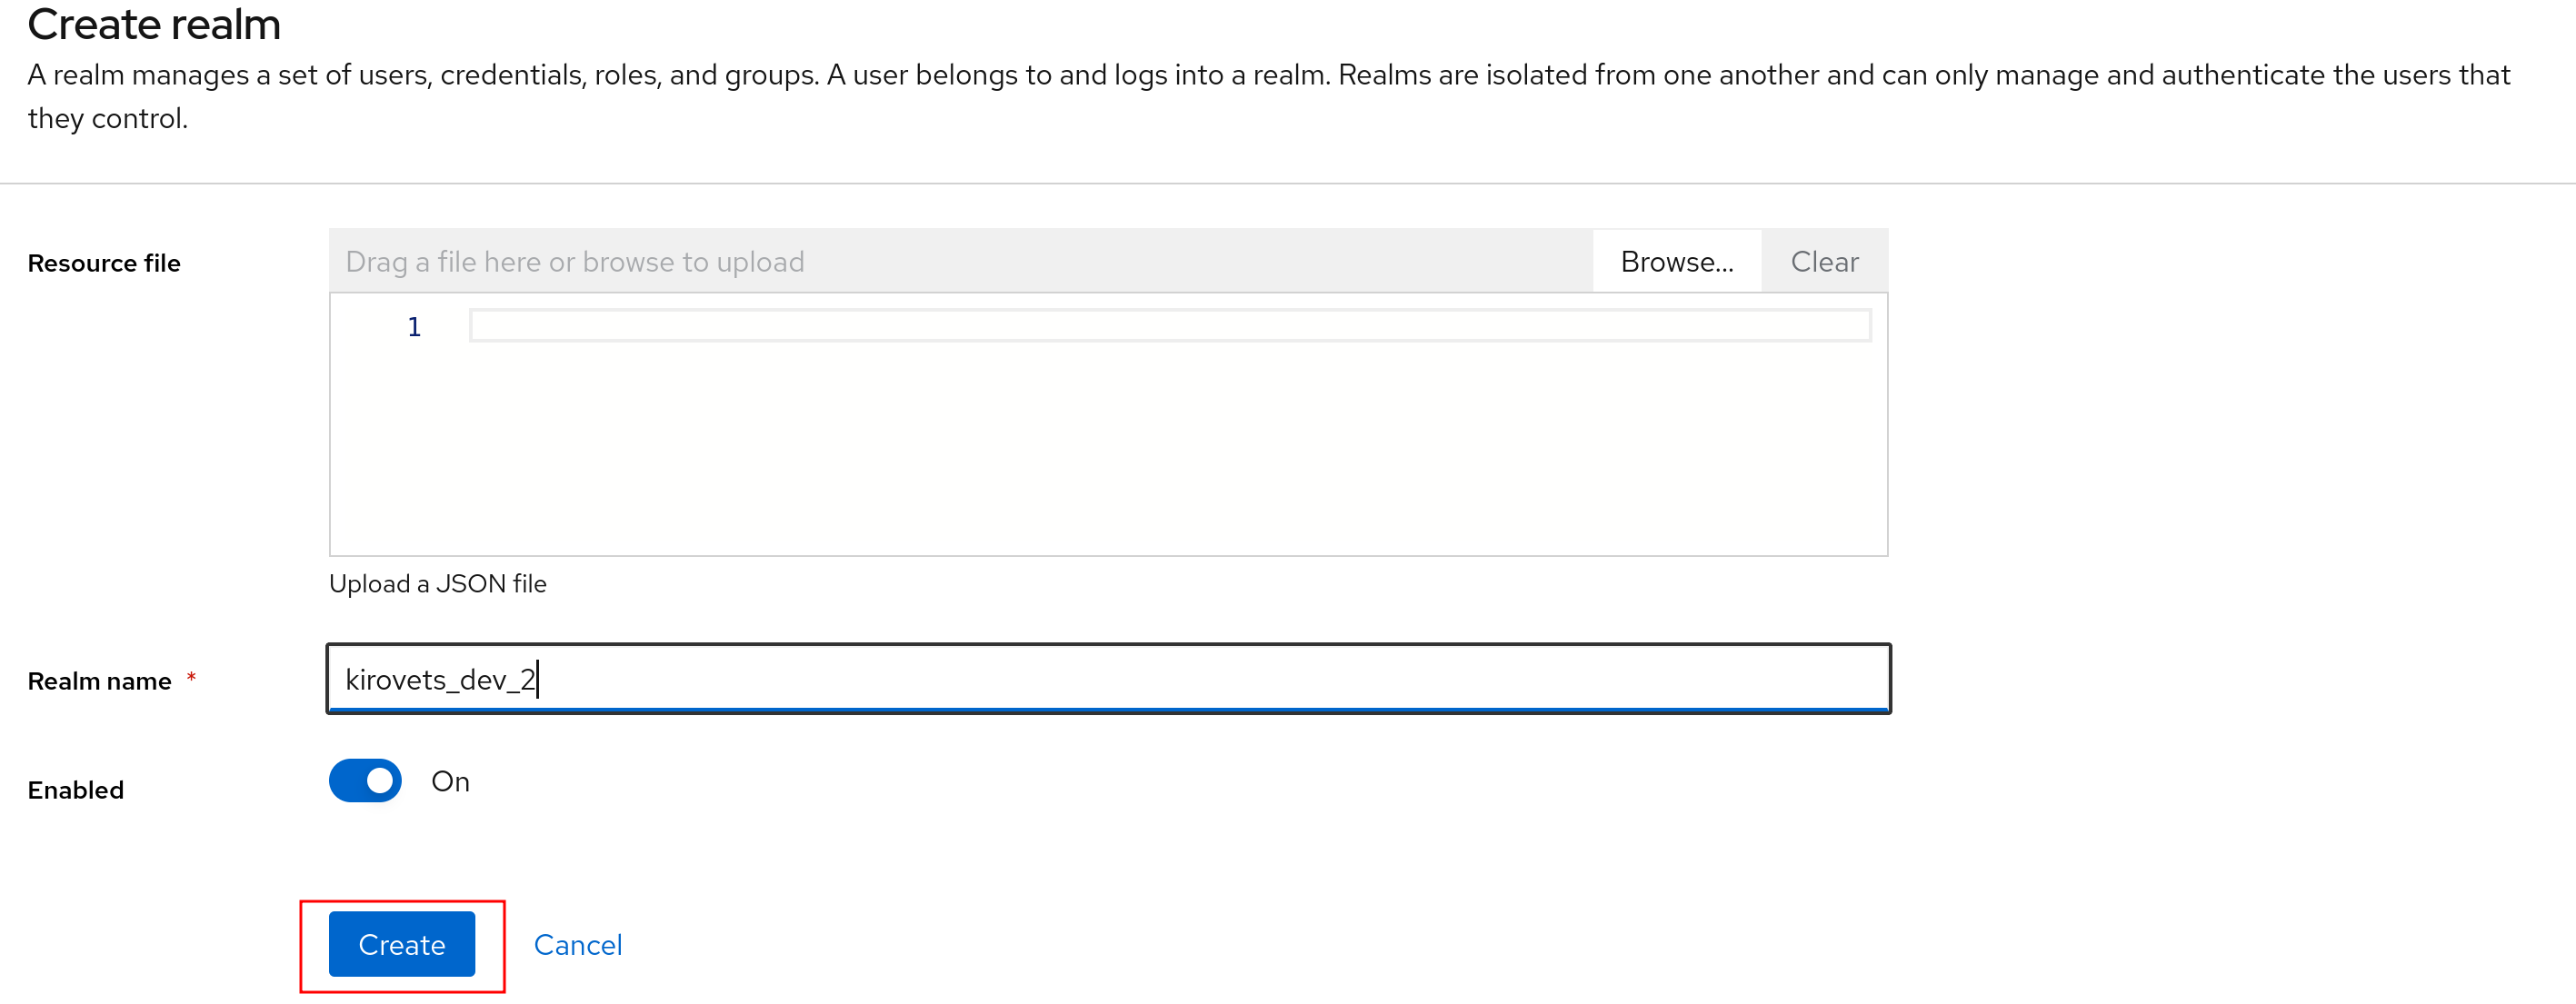 Create realm
A realm manages a set of users, credentials, roles, and groups. A user belongs to and logs into a realm. Realms are isolated from one another and can only manage and authenticate the users that
they control.
Resource file
Drag a file here or browse to upload
Browse...
Clear
1
Upload a JSON file
Realm name *
kirovets_dev_2
Enabled
On
Create
Cancel